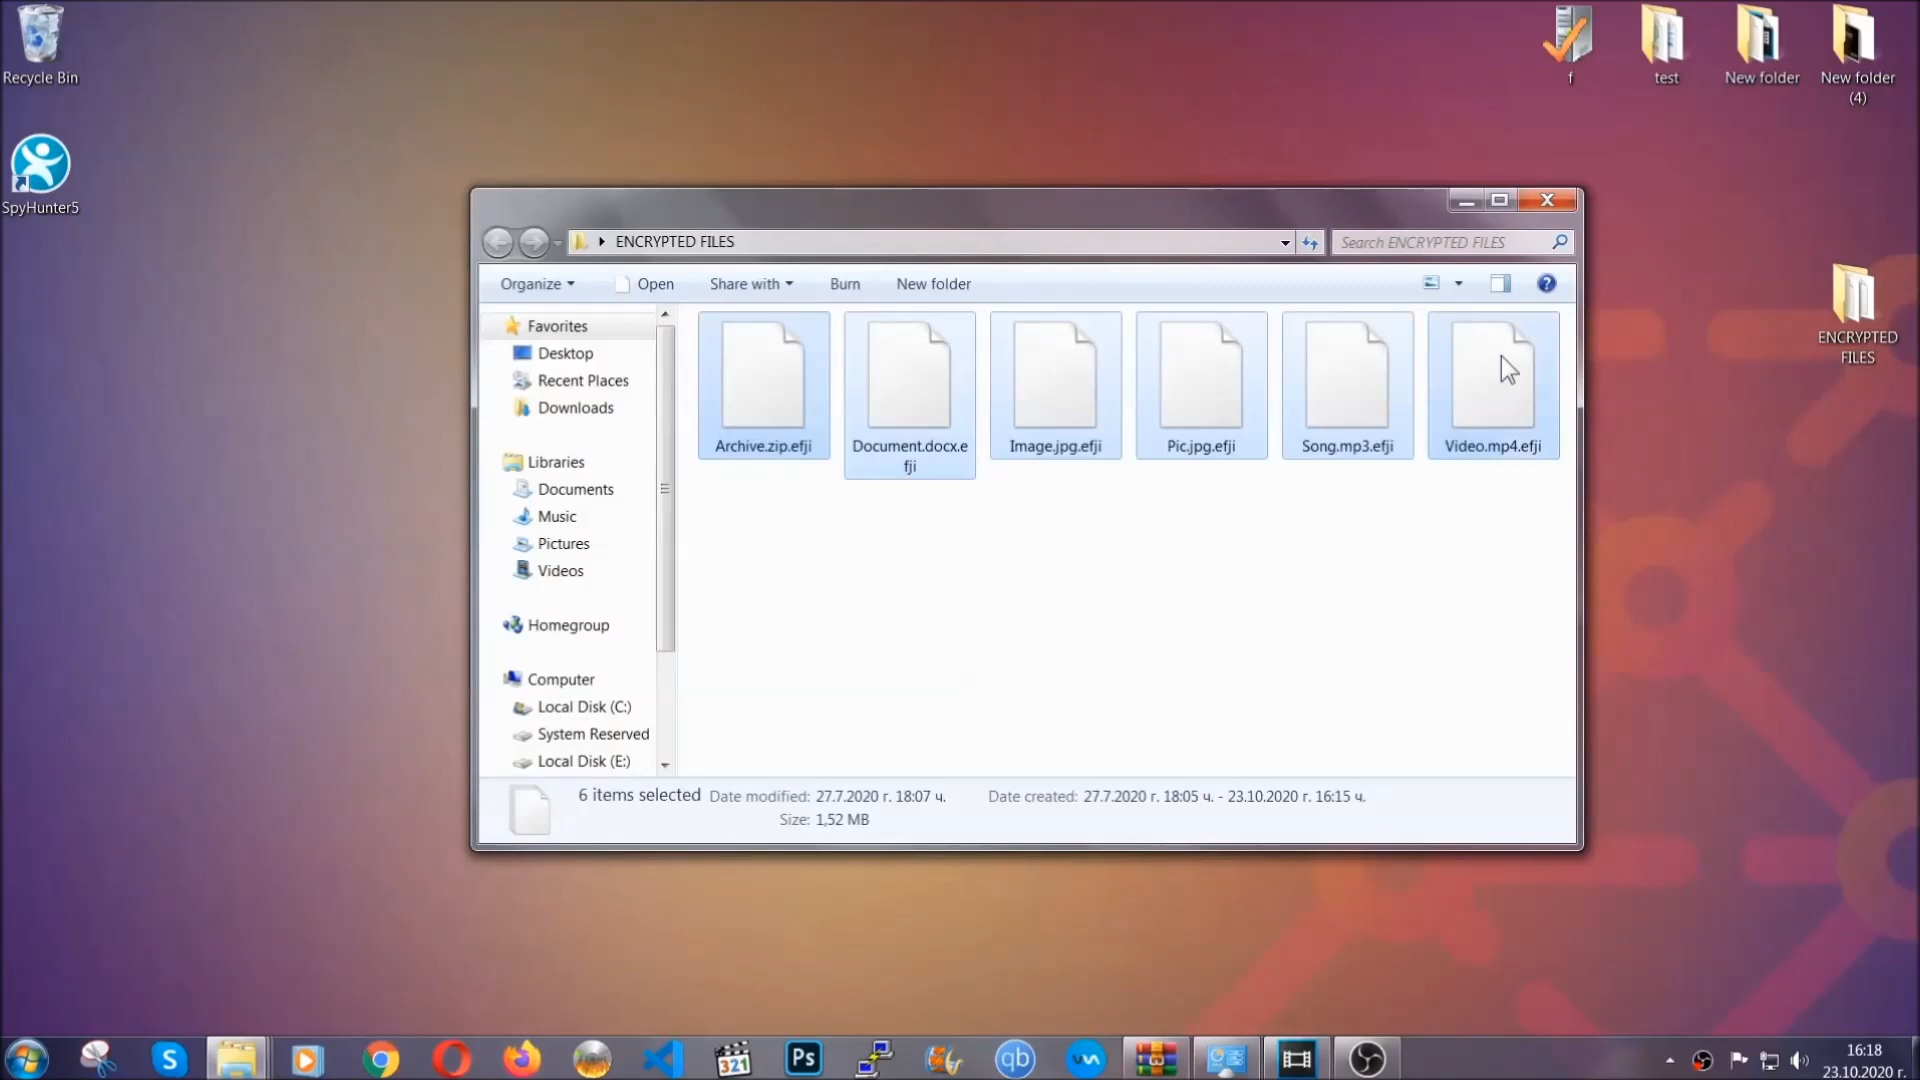 Recycle Bin
SpyHunter5
f
test
New folder
New folder
(4)
ENCRYPTED
FILES
ENCRYPTED FILES
Search ENCRYPTED FILES
Organize
Open
Share with
Burn
New folder
Favorites
Desktop
Recent Places
Downloads
Libraries
Documents
Music
Pictures
Videos
Homegroup
Computer
Local Disk (C:)
System Reserved
Local Disk (E:)
Archive.zip.efji
Document.docx.e
fji
Image.jpg.efji
Pic.jpg.efji
Song.mp3.efji
Video.mp4.efji
6 items selected
Date modified: 27.7.2020 г. 18:07 ч.
Date created: 27.7.2020 г. 18:05 ч. - 23.10.2020 г. 16:15 ч.
Size: 1,52 MB
S
321
Ps
qb
16:18
23.10.2020 г.